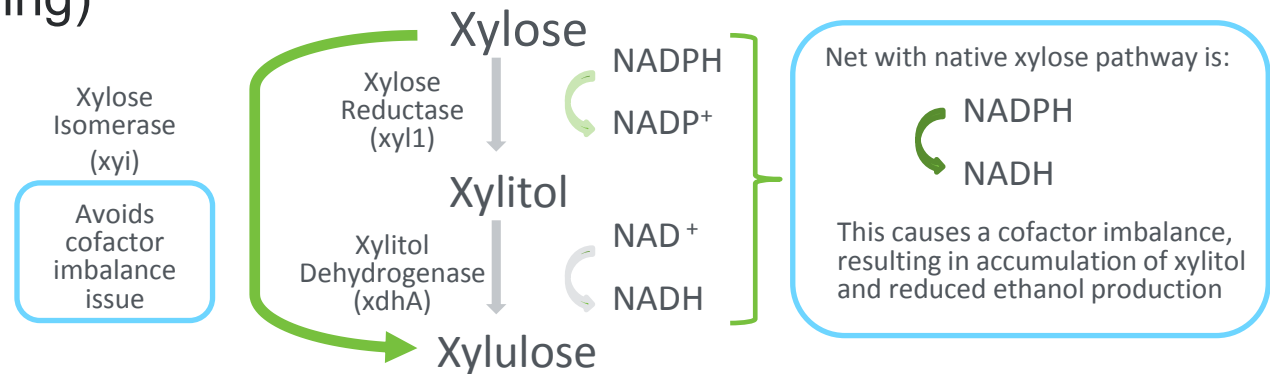 ing)
Xylose
Isomerase
(xyi)
Avoids
cofactor
imbalance
issue
Xylose
Xylose
Reductase
(xyl1)
NADPH
NADP+
Xylitol
Xylitol
Dehydrogenase
(xdhA)
NAD +
NADH
Xylulose
Net with native xylose pathway is:
NADPH
NADH
This causes a cofactor imbalance,
resulting in accumulation of xylitol
and reduced ethanol production